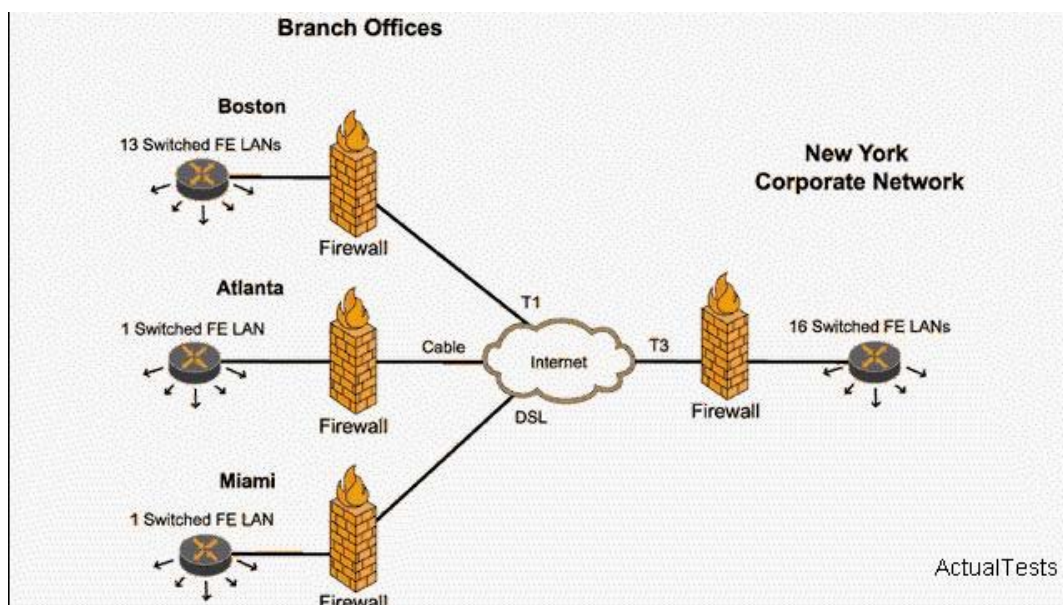 Branch Offices
Boston
13 Switched FE LANs
Firewall
New York
Corporate Network
Atlanta
1 Switched FE LAN
Firewall
T1
Cable
Internet
T3
DSL
Firewall
16 Switched FE LANs
Miami
1 Switched FE LAN
Firewall
ActualTests